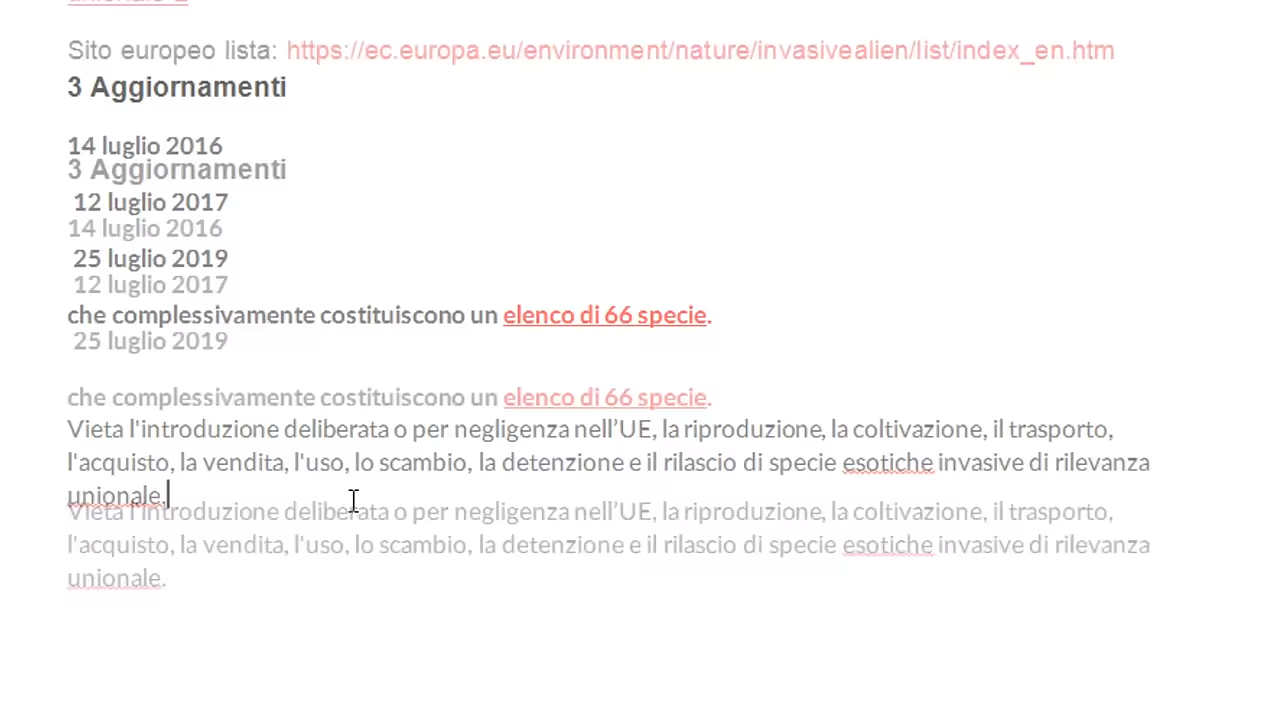 unionale
Sito europeo lista: https://ec.europa.eu/environment/nature/invasivealien/list/index_en.htm
3 Aggiornamenti
14 luglio 2016
3 Aggiornamenti
12 luglio 2017
14 luglio 2016
25 luglio 2019
12 luglio 2017
che complessivamente costituiscono un elenco di 66 specie.
25 luglio 2019
che complessivamente costituiscono un elenco di 66 specie.
Vieta l'introduzione deliberata o per negligenza nell’UE, la riproduzione, la coltivazione, il trasporto,
l'acquisto, la vendita, l'uso, lo scambio, la detenzione e il rilascio di specie esotiche invasive di rilevanza
unionale.
Vieta l'introduzione deliberata o per negligenza nell’UE, la riproduzione, la coltivazione, il trasporto,
l'acquisto, la vendita, l'uso, lo scambio, la detenzione e il rilascio di specie esotiche invasive di rilevanza
unionale.